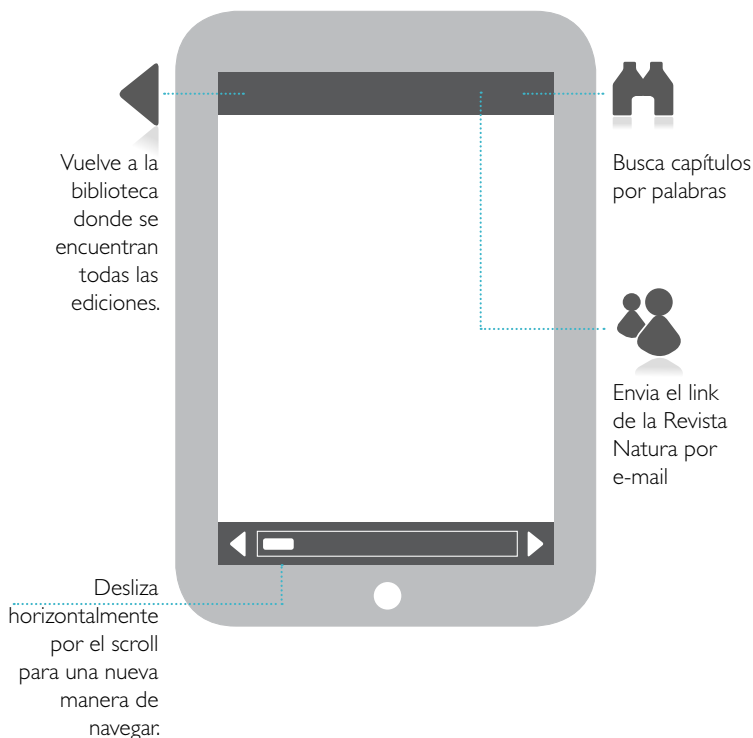 Vuelve a la
biblioteca
donde se
encuentran
todas las
ediciones.
Busca capítulos
por palabras
Envia el link
de la Revista
Natura por
e-mail
Desliza
horizontalmente
por el scroll
para una nueva
manera de
navegar.